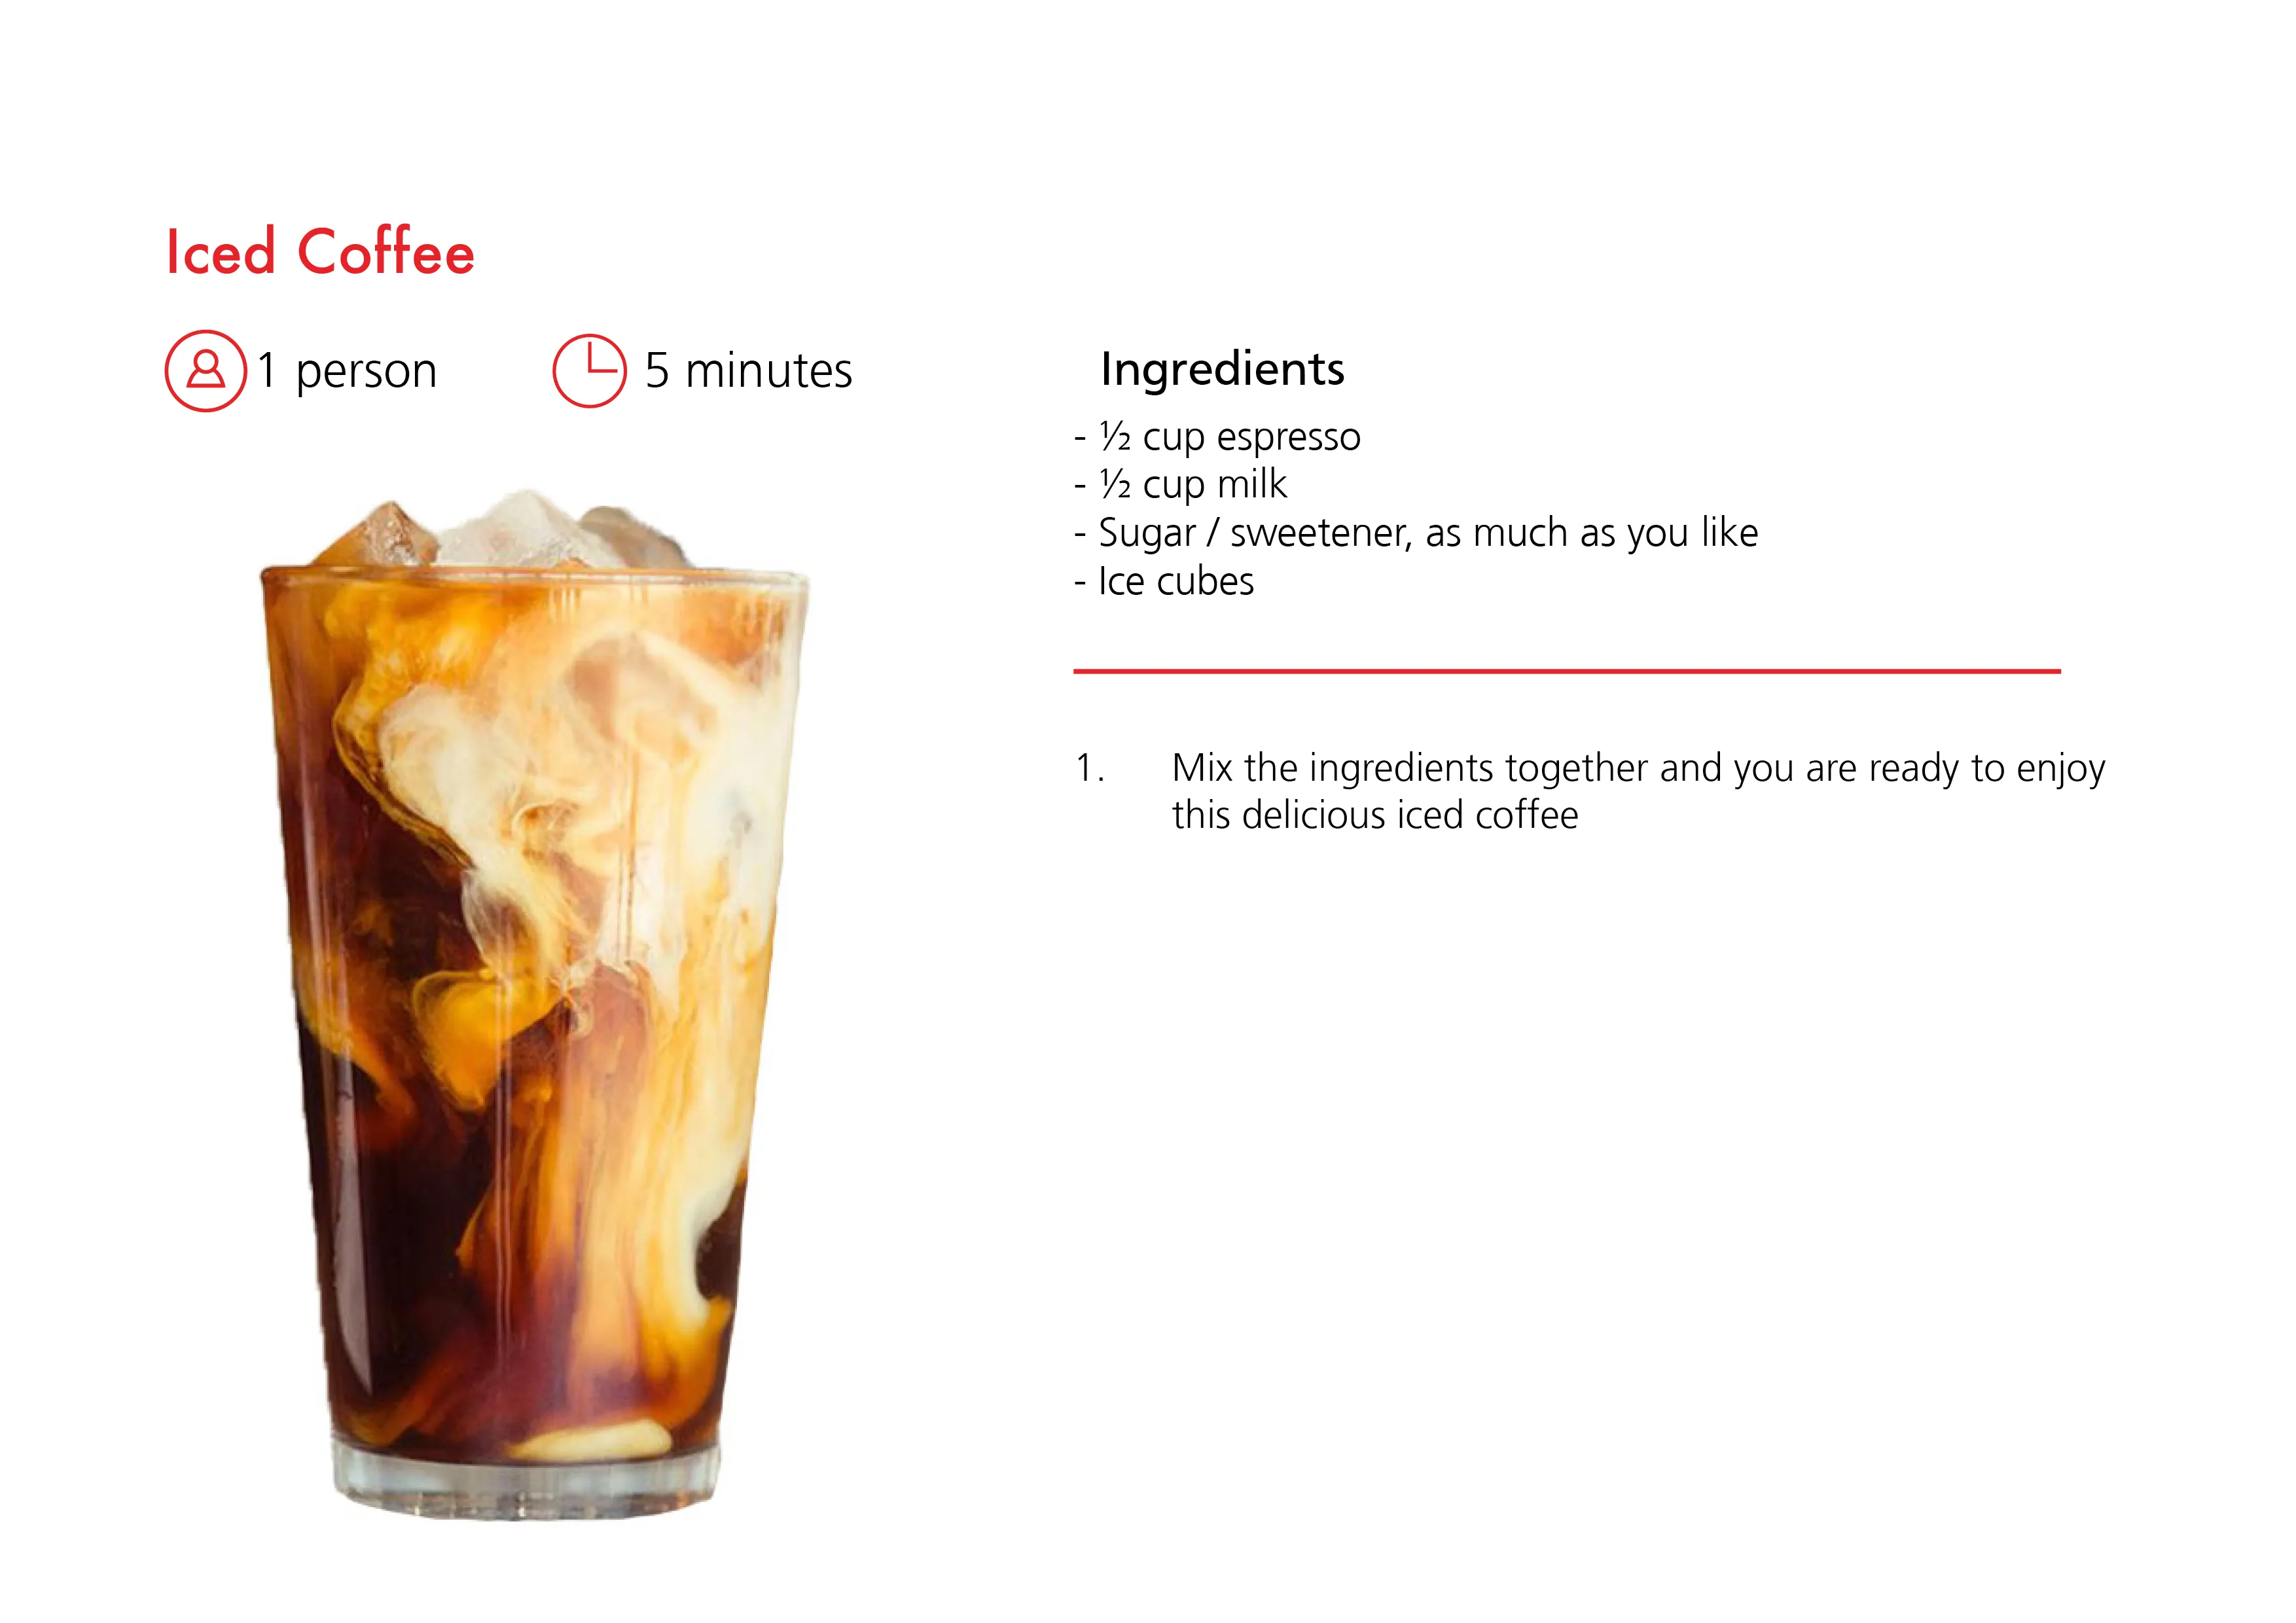 Iced Coffee
1 person
5 minutes
Ingredients
- ½ cup espresso
- ½ cup milk
- Sugar / sweetener, as much as you like
- Ice cubes
1. Mix the ingredients together and you are ready to enjoy
this delicious iced coffee